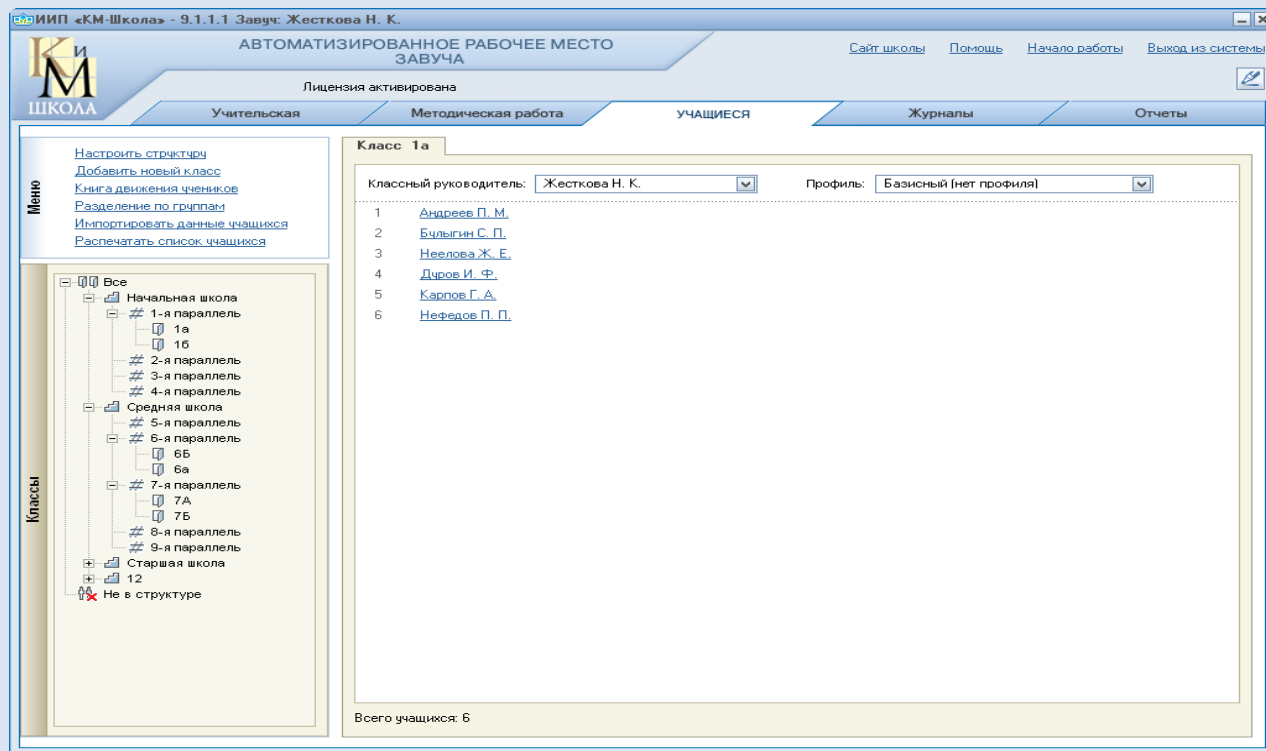 ИИП «КМ-Школа» - 9.1.1.1 Завуч: Жесткова Н. К.
КиМ
ШКОЛА
АВТОМАТИЗИРОВАННОЕ РАБОЧЕЕ МЕСТО
ЗАВУЧА
Сайт школы Помощь Начало работы Выход из системы
Лицензия активирована
Учительская Методическая работа УЧАЩИЕСЯ Журналы Отчеты
Меню
Настроить структуру
Добавить новый класс
Книга движения учеников
Разделение по группам
Импортировать данные учащихся
Распечатать список учащихся
Классы
Все
Начальная школа
1-я параллель
1а
1б
2-я параллель
3-я параллель
4-я параллель
Средняя школа
5-я параллель
6-я параллель
6Б
6а
7-я параллель
7А
7Б
8-я параллель
9-я параллель
Старшая школа
12
Не в структуре
Класс 1а
Классный руководитель: Жесткова Н. К. Профиль: Базисный (нет профиля)
1 Андреев П. М.
2 Булыгин С. П.
3 Неелова Ж. Е.
4 Дуров И. Ф.
5 Карпов Г. А.
6 Нефедов П. П.
Всего учащихся: 6